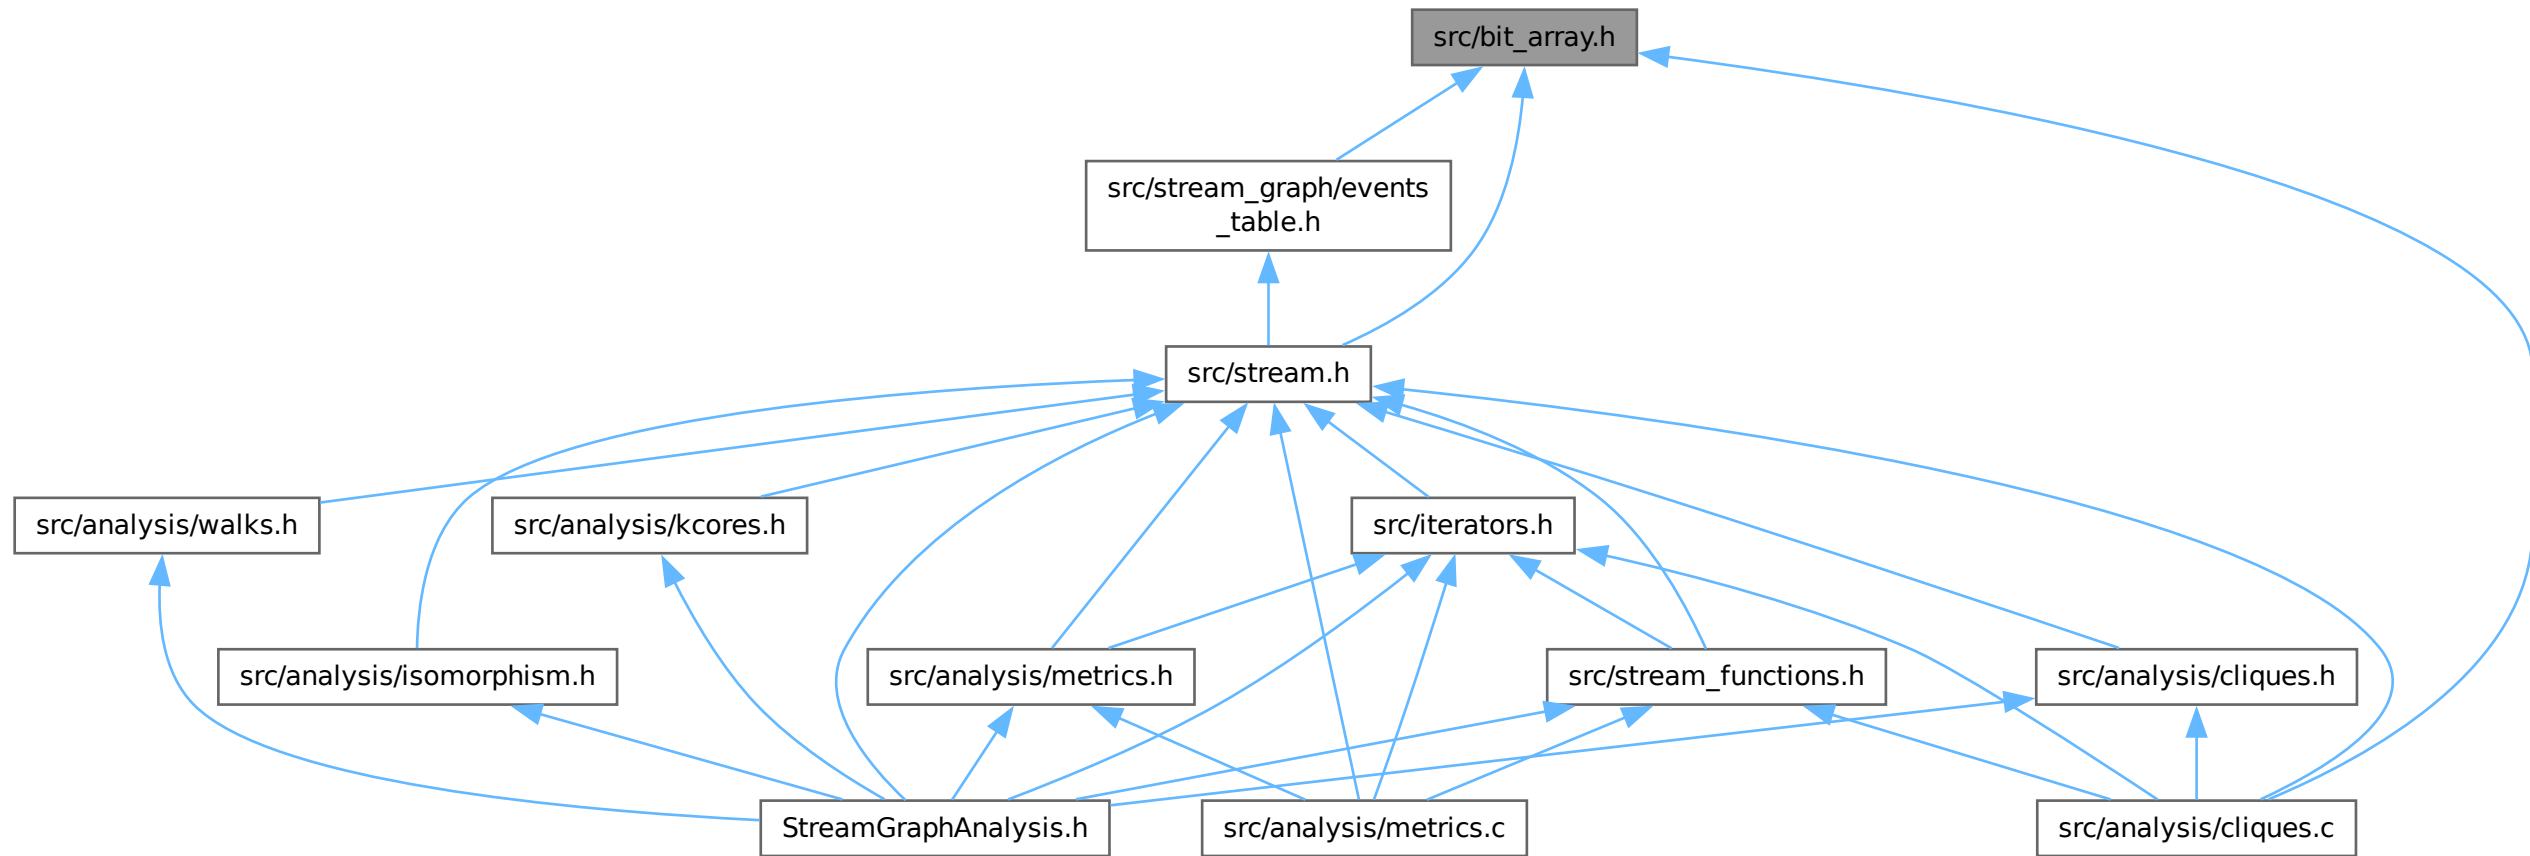 src/bit_array.h
src/stream_graph/events
_table.h
src/stream.h
src/analysis/walks.h
src/analysis/kcores.h
src/iterators.h
src/analysis/isomorphism.h
src/analysis/metrics.h
src/stream_functions.h
src/analysis/cliques.h
StreamGraphAnalysis.h
src/analysis/metrics.c
src/analysis/cliques.c